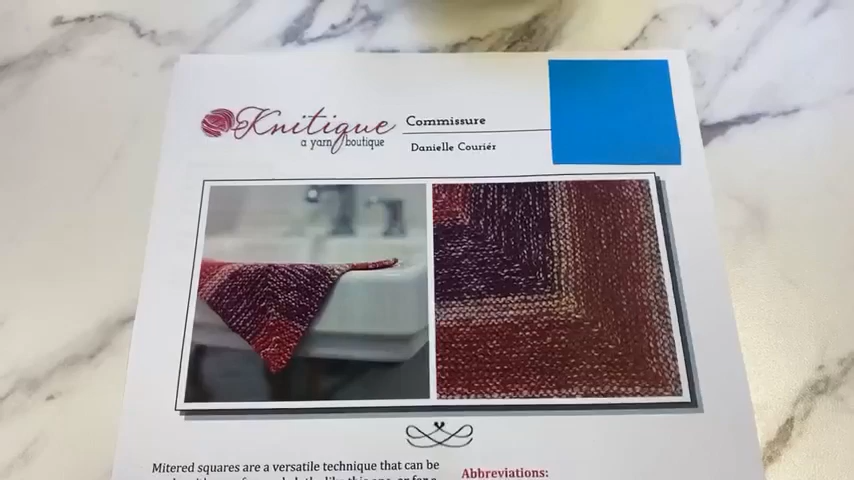 Knitique
a yarn boutique
Commissure
Danielle Couriér
Mitered squares are a versatile technique that can be
Abbreviations: